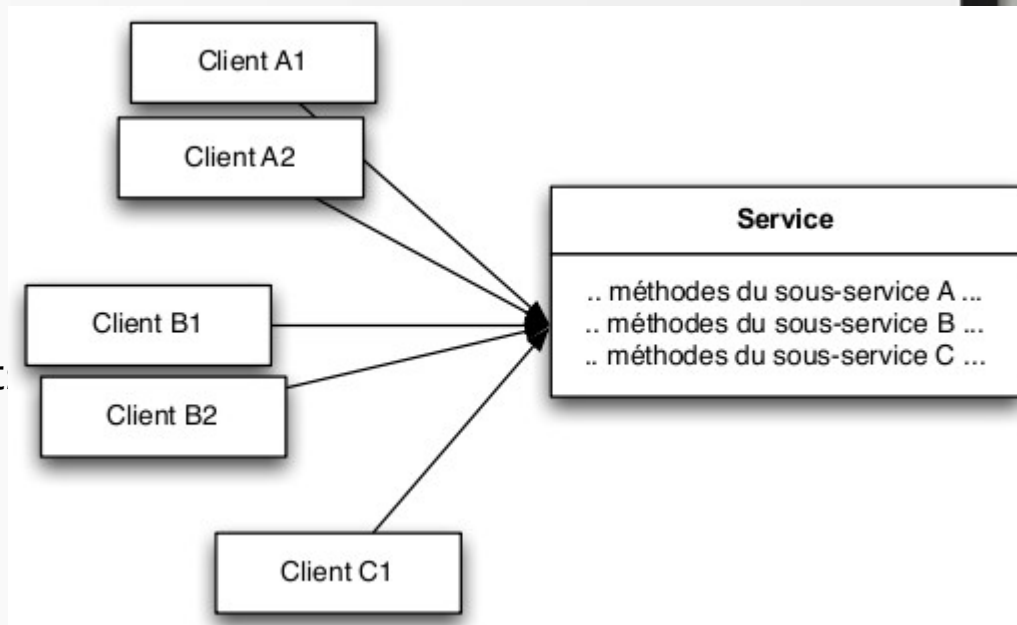 Client A1
Client A2
Client B1
Client B2
Client C1
Service
.. méthodes du sous-service A ...
.. méthodes du sous-service B ...
.. méthodes du sous-service C ...